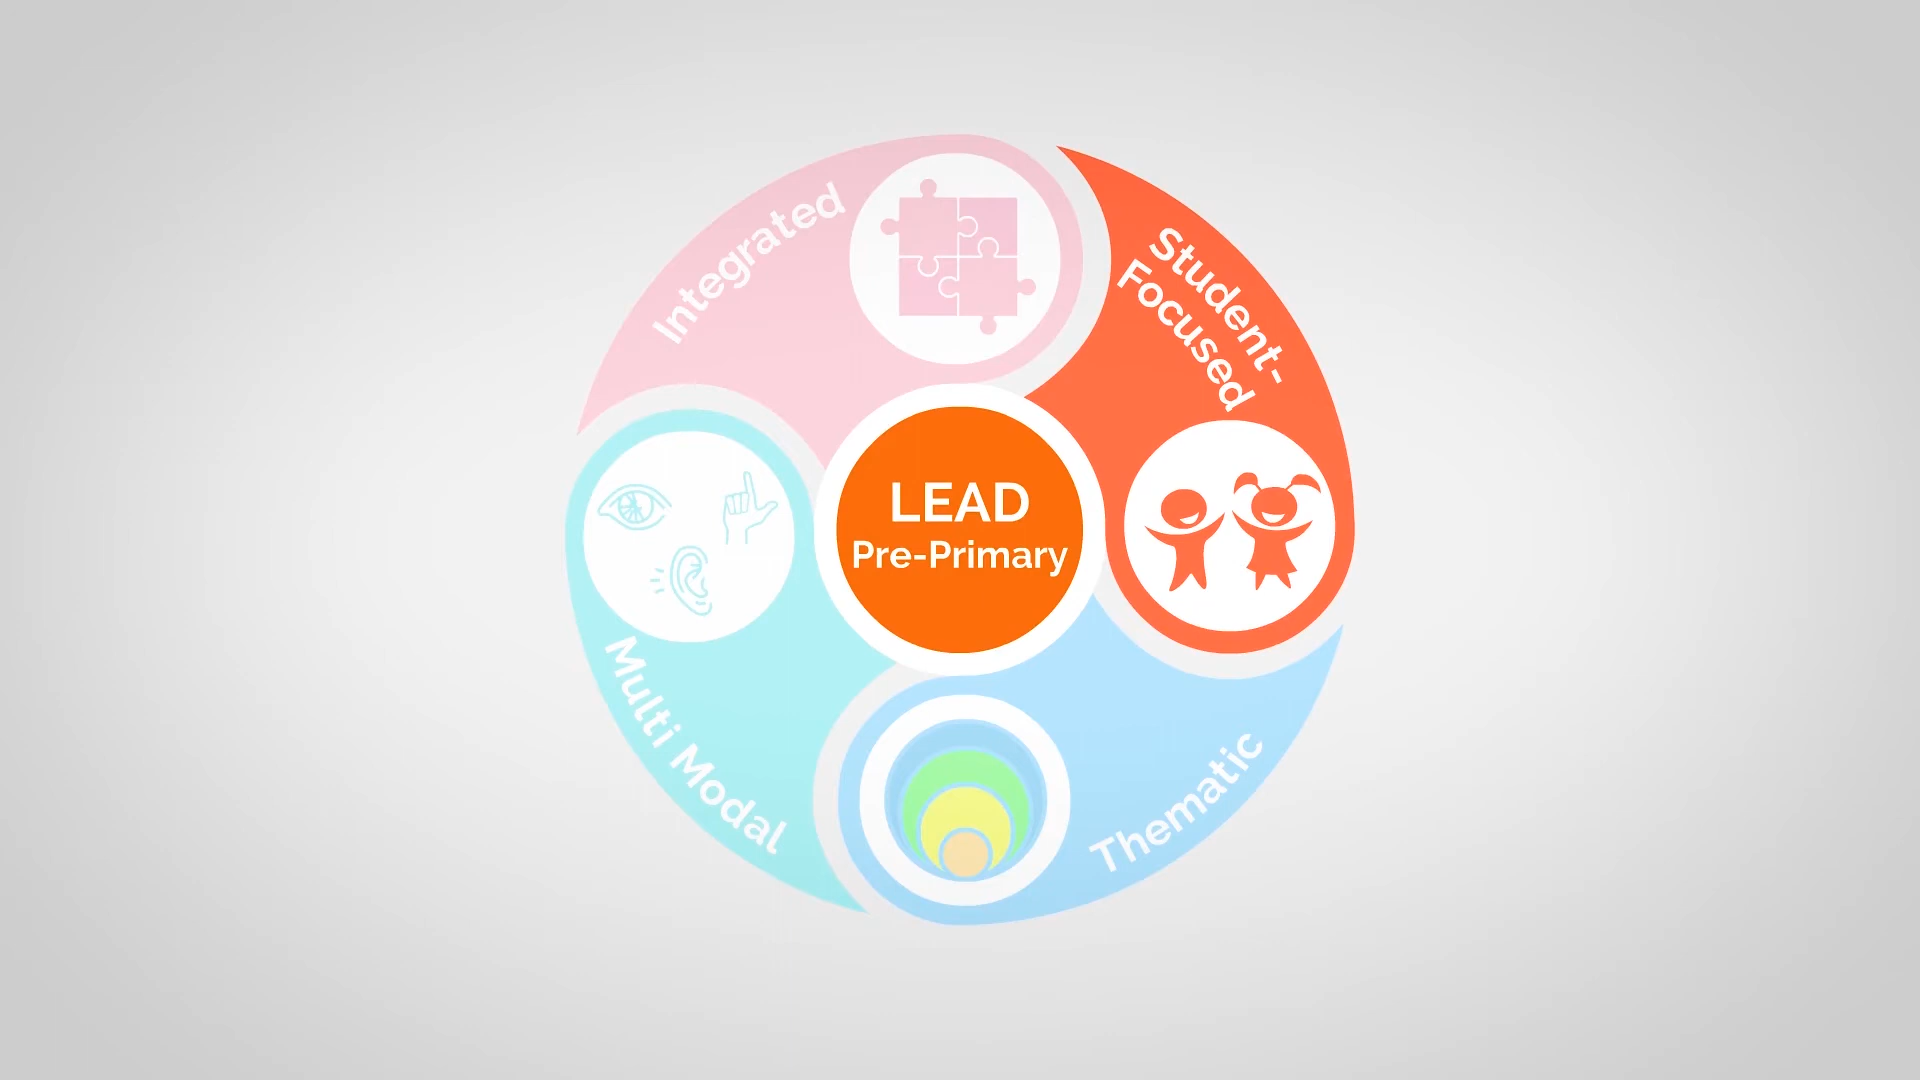 Integrated
Student-
Focused
LEAD
Pre-Primary
Multi Modal
Thematic